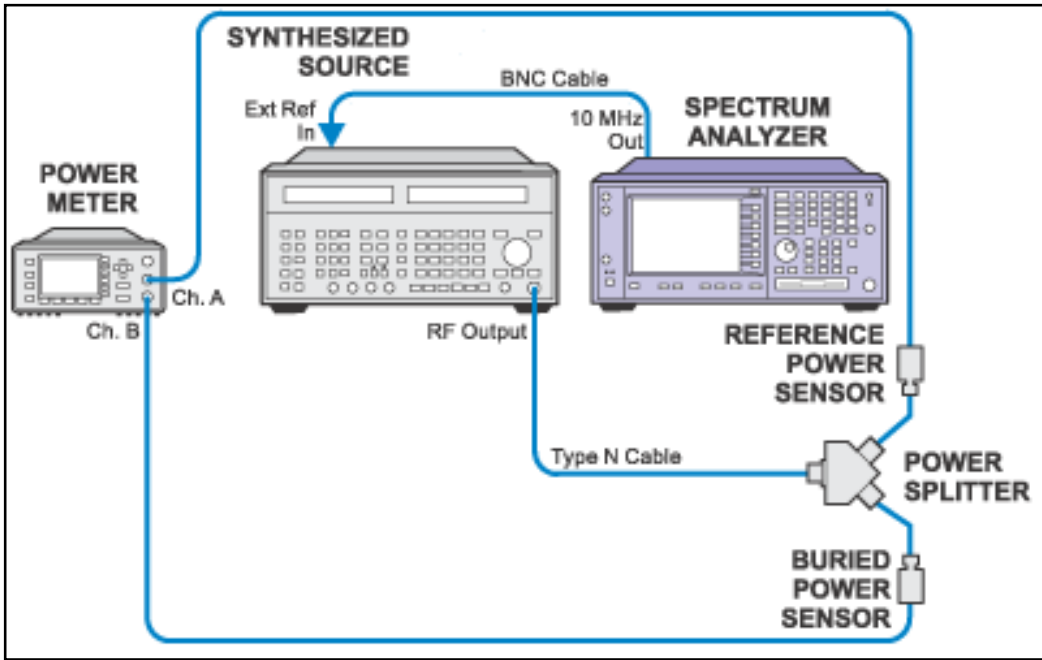 SYNTHESIZED
SOURCE
BNC Cable
Ext Ref
In
10 MHz
Out
SPECTRUM
ANALYZER
POWER
METER
Ch. A
Ch. B
RF Output
REFERENCE
POWER
SENSOR
Type N Cable
POWER
SPLITTER
BURIED
POWER
SENSOR